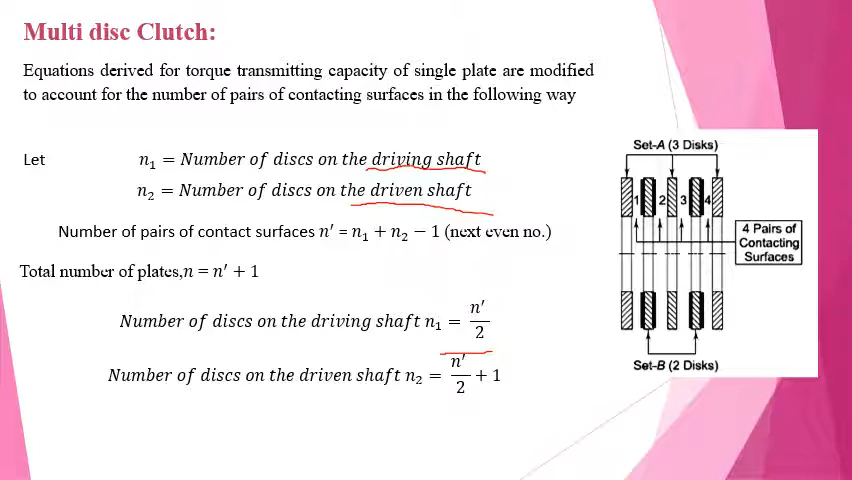 Multi disc Clutch:
Equations derived for torque transmitting capacity of single plate are modified
to account for the number of pairs of contacting surfaces in the following way
Let n₁ = Number of discs on the driving shaft
n₂ = Number of discs on the driven shaft
Number of pairs of contact surfaces n′ = n₁ + n₂ − 1 (next even no.)
Total number of plates,n = n′ + 1
Number of discs on the driving shaft n₁ = n′/2
Number of discs on the driven shaft n₂ = n′/2 + 1
Set-A (3 Disks)
1 2 3 4
4 Pairs of
Contacting
Surfaces
Set-B (2 Disks)